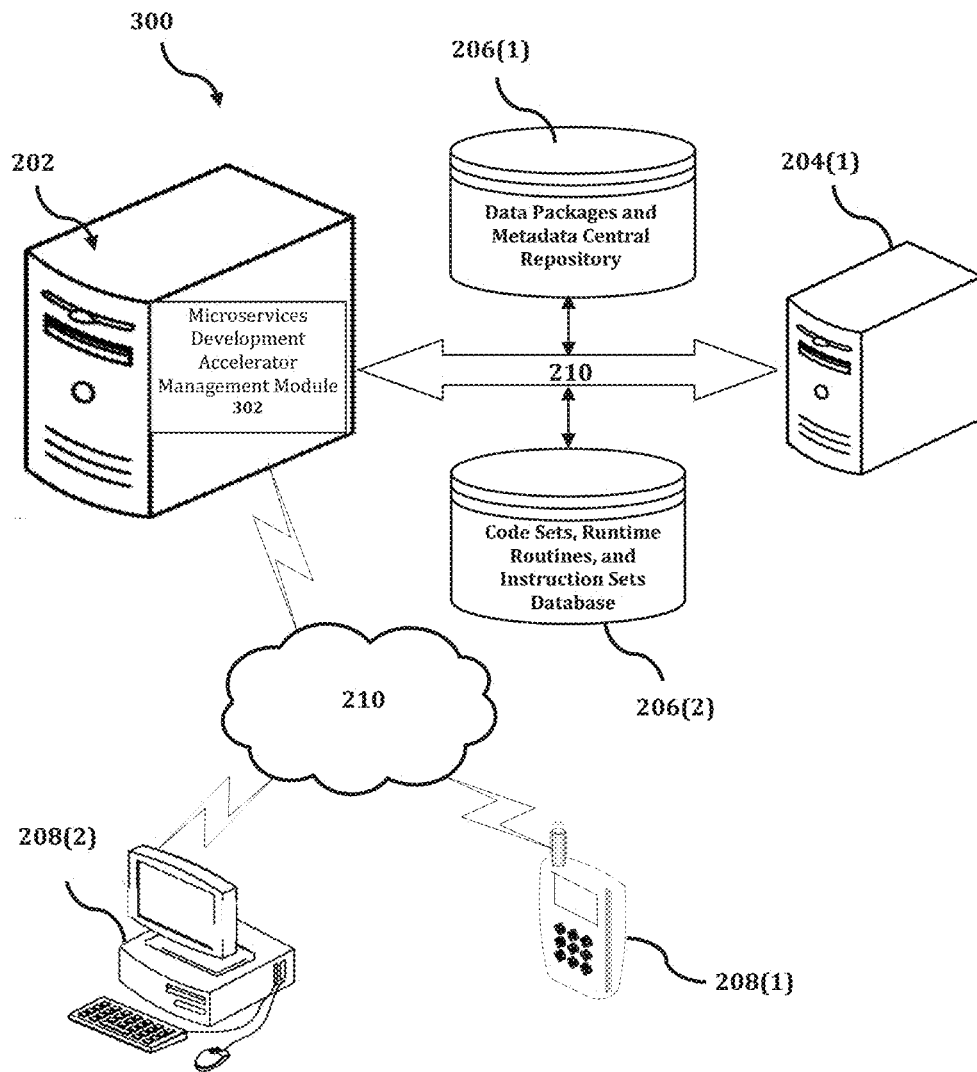 300
206(1)
202
204(1)
Data Packages and
Metadada Central
Repository
Microservices
Development
Accelerator
Management Module
302
210
Code Sets, Runtime
Routines, and
Instruction Sets
Database
210
206(2)
208(2)
208(1)